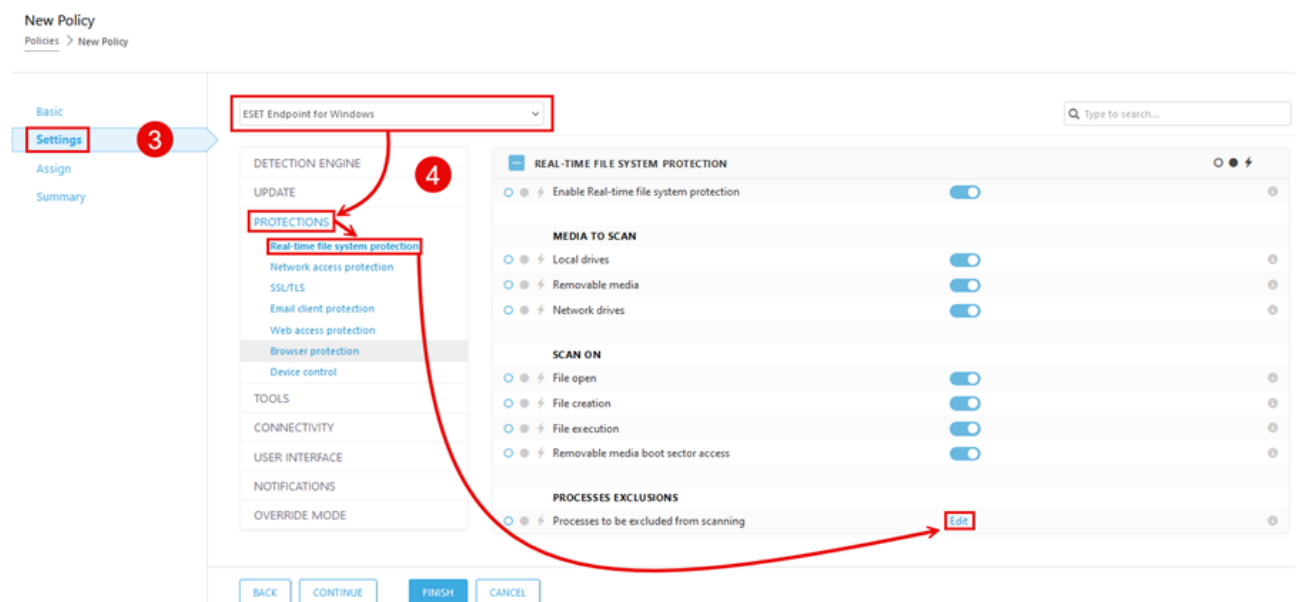 New Policy
Policies > New Policy
Basic
Settings
3
Assign
Summary
ESET Endpoint for Windows
Type to search...
4
DETECTION ENGINE
UPDATE
PROTECTIONS
Real-time file system protection
Network access protection
SSL/TLS
Email client protection
Web access protection
Browser protection
Device control
TOOLS
CONNECTIVITY
USER INTERFACE
NOTIFICATIONS
OVERRIDE MODE
REAL-TIME FILE SYSTEM PROTECTION
Enable Real-time file system protection
MEDIA TO SCAN
Local drives
Removable media
Network drives
SCAN ON
File open
File creation
File execution
Removable media boot sector access
PROCESSES EXCLUSIONS
Processes to be excluded from scanning Edit
BACK CONTINUE FINISH CANCEL